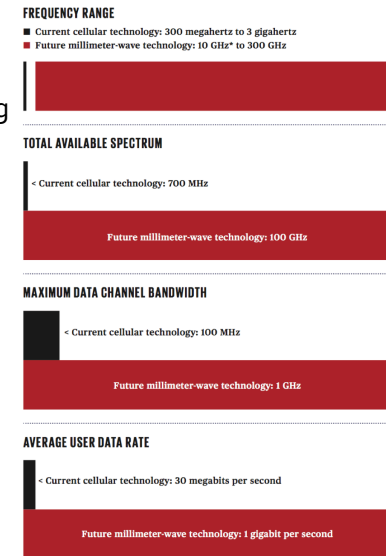 FREQUENCY RANGE
Current cellular technology: 300 megahertz to 3 gigahertz
Future millimeter-wave technology: 10 GHz* to 300 GHz
g
TOTAL AVAILABLE SPECTRUM
< Current cellular technology: 700 MHz
Future millimeter-wave technology: 100 GHz
MAXIMUM DATA CHANNEL BANDWIDTH
< Current cellular technology: 100 MHz
Future millimeter-wave technology: 1 GHz
AVERAGE USER DATA RATE
< Current cellular technology: 30 megabits per second
Future millimeter-wave technology: 1 gigabit per second